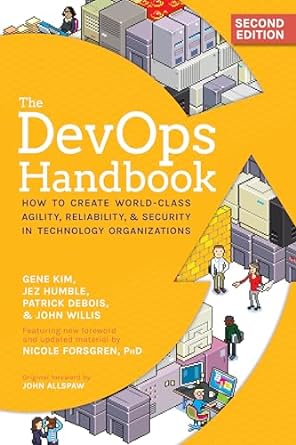 SECOND
EDITION
The
DevOps
Handbook
HOW TO CREATE WORLD-CLASS
AGILITY, RELIABILITY, & SECURITY
IN TECHNOLOGY ORGANIZATIONS
GENE KIM,
JEZ HUMBLE,
PATRICK DEBOIS,
& JOHN WILLIS
Featuring new foreword
and updated material by
NICOLE FORSGREN, PHD
Original foreword by
JOHN ALLSPAW